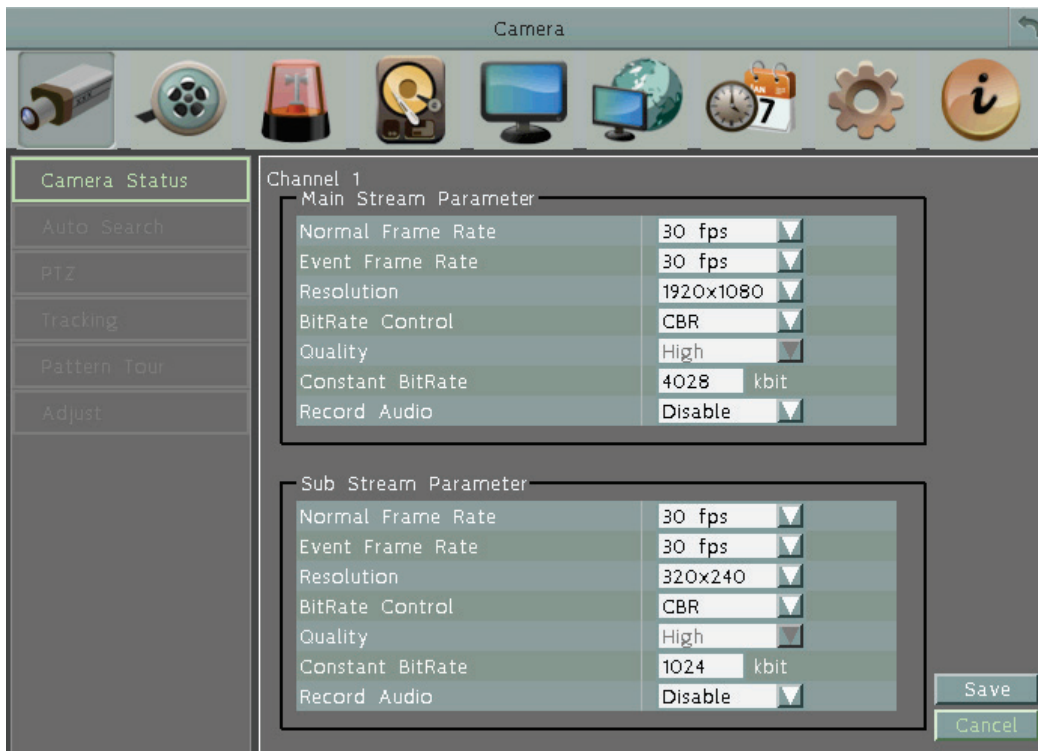 Camera
JAN
7
i
Camera Status
Auto Search
PTZ
Tracking
Pattern Tour
Adjust
Channel 1
Main Stream Parameter
Normal Frame Rate 30 fps
Event Frame Rate 30 fps
Resolution 1920x1080
BitRate Control CBR
Quality High
Constant BitRate 4028 kbit
Record Audio Disable
Sub Stream Parameter
Normal Frame Rate 30 fps
Event Frame Rate 30 fps
Resolution 320x240
BitRate Control CBR
Quality High
Constant BitRate 1024 kbit
Record Audio Disable
Save
Cancel